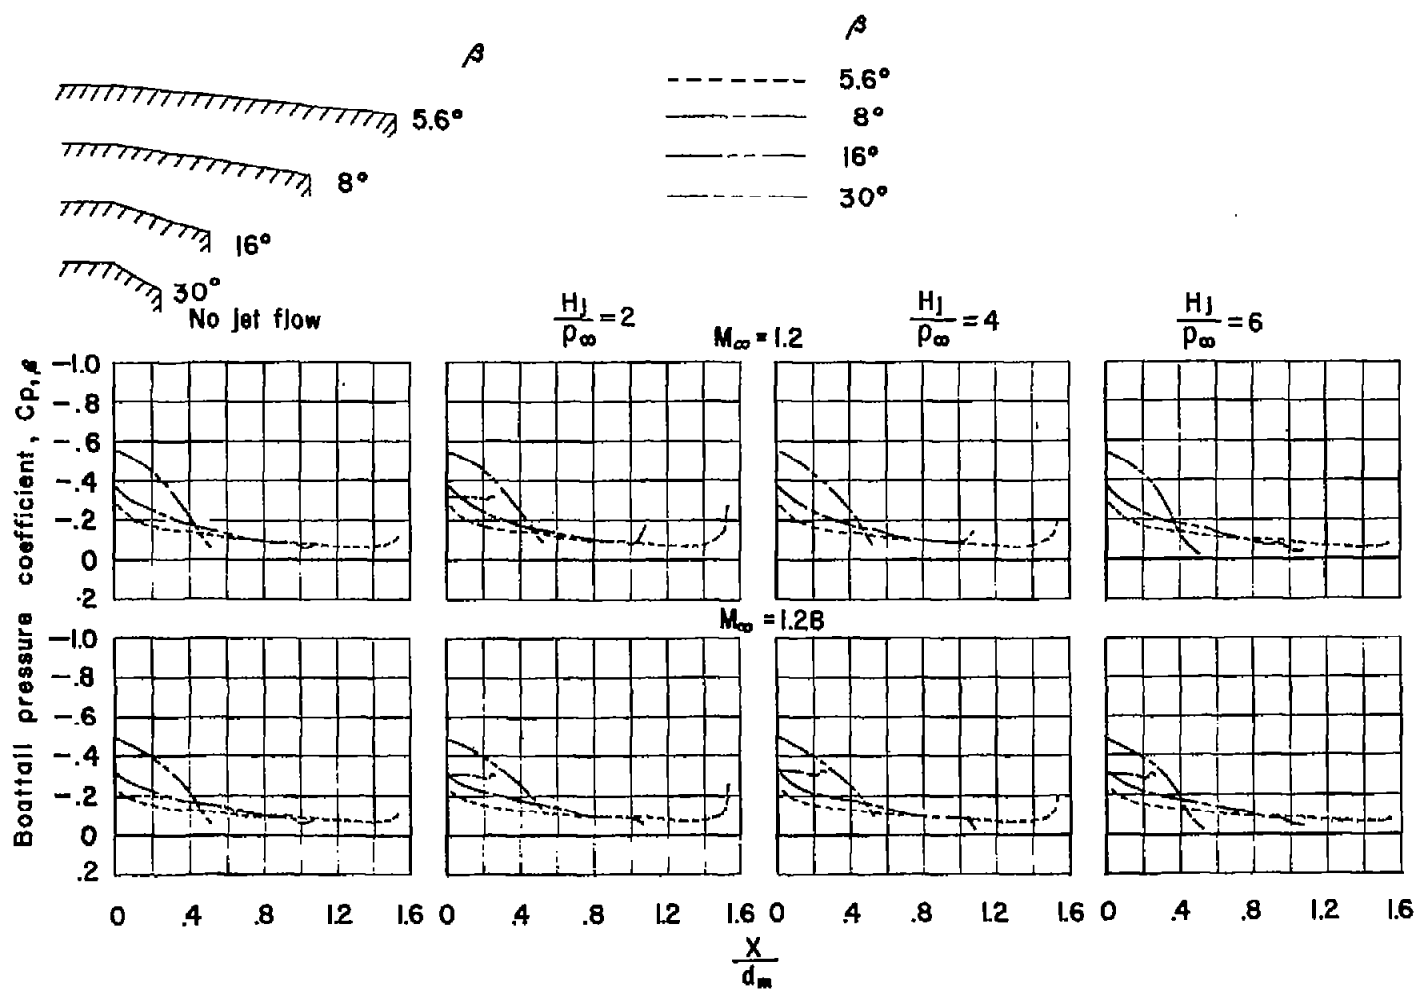 β
5.6°
8°
16°
30°
β
5.6°
8°
16°
30°
No jet flow
Hj/p∞ = 2
M∞ = 1.2
Hj/p∞ = 4
Hj/p∞ = 6
Boattail pressure coefficient, Cp,β
-1.0
-.8
-.6
-.4
-.2
0
.2
M∞ = 1.28
-1.0
-.8
-.6
-.4
-.2
0
.2
0 .4 .8 1.2 1.6 0 .4 .8 1.2 1.6 0 .4 .8 1.2 1.6 0 .4 .8 1.2 1.6
X/dm